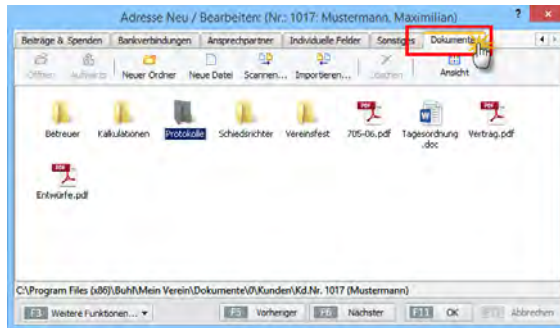 Adresse Neu / Bearbeiten: (Nr.: 1017: Mustermann, Maximilian)
Beiträge & Spenden Bankverbindungen Ansprechpartner Individuelle Felder Sonstiges Dokumente
Öffnen Aufwärts Neuer Ordner Neue Datei Scannen... Importieren... Löschen Ansicht
Betreuer Kalkulationen Protokolle Schiedsrichter Vereinsfest 705-06.pdf Tagesordnung Vertrag.pdf
.doc
Entwürfe.pdf
C:\Program Files (x86)\Buhl\Mein Verein\Dokumente\0\Kunden\Kd.Nr. 1017 (Mustermann)
F3 Weitere Funktionen... F5 Vorheriger F6 Nächster F11 OK Abbrechen